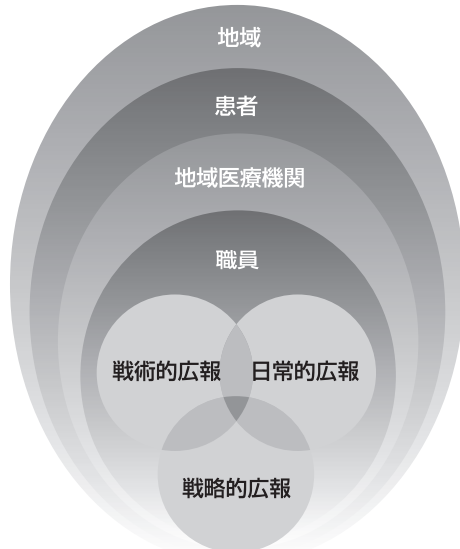 地域
患者
地域医療機関
職員
戦術的広報
日常的広報
戦略的広報